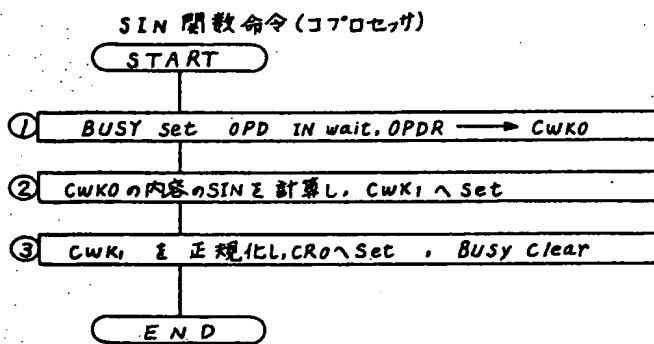 SIN 関数命令(コプロセッサ)
START
① BUSY Set OPD IN wait, OPDR → CWK0
② CWK0の内容のSINを計算し, CWK1へSet
③ CWK1 を正規化し, CR0へSet , BUSY Clear
END